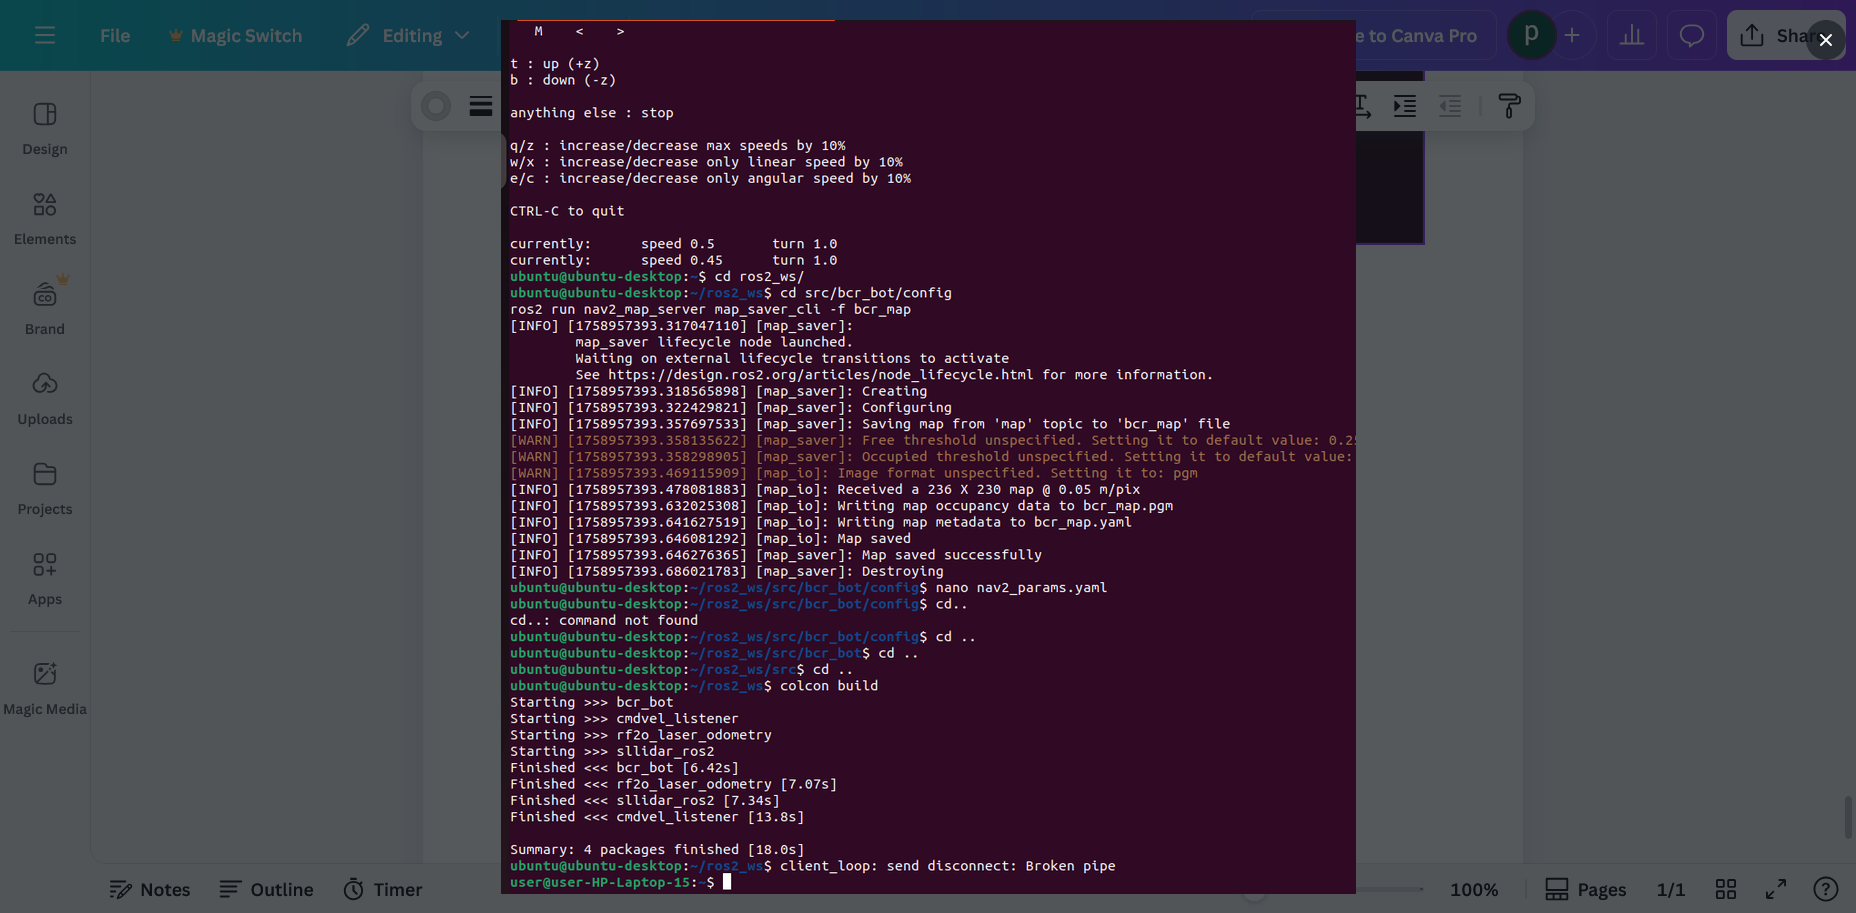 File
Magic Switch
Editing
e to Canva Pro
p
Share
Design
Elements
Brand
Uploads
Projects
Apps
Magic Media
M    <    >
t : up (+z)
b : down (-z)
anything else : stop
q/z : increase/decrease max speeds by 10%
w/x : increase/decrease only linear speed by 10%
e/c : increase/decrease only angular speed by 10%
CTRL-C to quit
currently:      speed 0.5       turn 1.0
currently:      speed 0.45      turn 1.0
ubuntu@ubuntu-desktop:~$ cd ros2_ws/
ubuntu@ubuntu-desktop:~/ros2_ws$ cd src/bcr_bot/config
ros2 run nav2_map_server map_saver_cli -f bcr_map
[INFO] [1758957393.317047110] [map_saver]:
        map_saver lifecycle node launched.
        Waiting on external lifecycle transitions to activate
        See https://design.ros2.org/articles/node_lifecycle.html for more information.
[INFO] [1758957393.318565898] [map_saver]: Creating
[INFO] [1758957393.322429821] [map_saver]: Configuring
[INFO] [1758957393.357697533] [map_saver]: Saving map from 'map' topic to 'bcr_map' file
[WARN] [1758957393.358135622] [map_saver]: Free threshold unspecified. Setting it to default value: 0.25
[WARN] [1758957393.358298905] [map_saver]: Occupied threshold unspecified. Setting it to default value:
[WARN] [1758957393.469115909] [map_io]: Image format unspecified. Setting it to: pgm
[INFO] [1758957393.478081883] [map_io]: Received a 236 X 230 map @ 0.05 m/pix
[INFO] [1758957393.632025308] [map_io]: Writing map occupancy data to bcr_map.pgm
[INFO] [1758957393.641627519] [map_io]: Writing map metadata to bcr_map.yaml
[INFO] [1758957393.646081292] [map_io]: Map saved
[INFO] [1758957393.646276365] [map_saver]: Map saved successfully
[INFO] [1758957393.686021783] [map_saver]: Destroying
ubuntu@ubuntu-desktop:~/ros2_ws/src/bcr_bot/config$ nano nav2_params.yaml
ubuntu@ubuntu-desktop:~/ros2_ws/src/bcr_bot/config$ cd..
cd..: command not found
ubuntu@ubuntu-desktop:~/ros2_ws/src/bcr_bot/config$ cd ..
ubuntu@ubuntu-desktop:~/ros2_ws/src/bcr_bot$ cd ..
ubuntu@ubuntu-desktop:~/ros2_ws/src$ cd ..
ubuntu@ubuntu-desktop:~/ros2_ws$ colcon build
Starting >>> bcr_bot
Starting >>> cmdvel_listener
Starting >>> rf2o_laser_odometry
Starting >>> sllidar_ros2
Finished <<< bcr_bot [6.42s]
Finished <<< rf2o_laser_odometry [7.07s]
Finished <<< sllidar_ros2 [7.34s]
Finished <<< cmdvel_listener [13.8s]
Summary: 4 packages finished [18.0s]
ubuntu@ubuntu-desktop:~/ros2_ws$ client_loop: send disconnect: Broken pipe
user@user-HP-Laptop-15:~$
Notes
Outline
Timer
100%
Pages
1/1